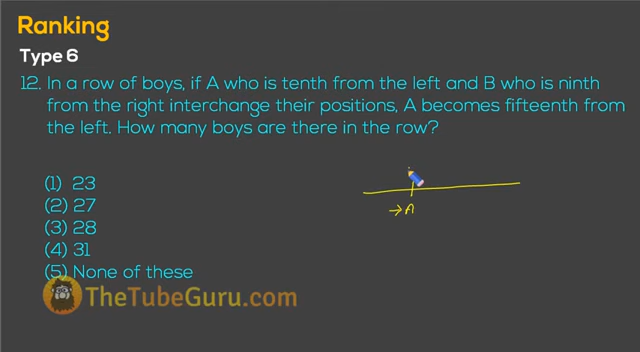 Ranking
Type 6
12. In a row of boys, if A who is tenth from the left and B who is ninth
from the right interchange their positions, A becomes fifteenth from
the left. How many boys are there in the row?
(1) 23
(2) 27
(3) 28
(4) 31
(5) None of these
→A
TheTubeGuru.com